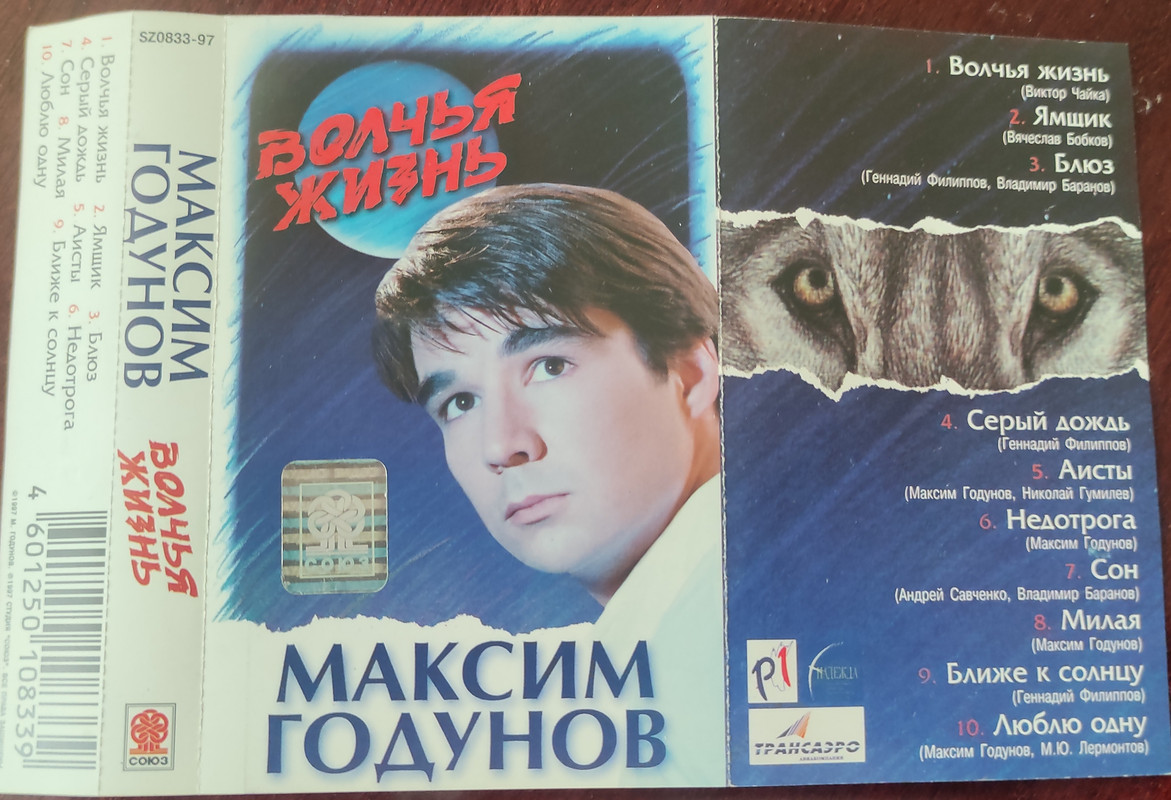 1. Волчья жизнь 2. Ямщик 3. Блюз
4. Серый дождь 5. Аисты 6. Недотрога
7. Сон 8. Милая 9. Ближе к солнцу
10. Люблю одну
4 601250 108339
SZ0833-97
МАКСИМ
ГОДУНОВ
ВОЛЧЬЯ
ЖИЗНЬ
СОЮЗ
ВОЛЧЬЯ
ЖИЗНЬ
СОЮЗ
МАКСИМ
ГОДУНОВ
1. Волчья жизнь
(Виктор Чайка)
2. Ямщик
(Вячеслав Бобков)
3. Блюз
(Геннадий Филиппов, Владимир Баранов)
4. Серый дождь
(Геннадий Филиппов)
5. Аисты
(Максим Годунов, Николай Гумилев)
6. Недотрога
(Максим Годунов)
7. Сон
(Андрей Савченко, Владимир Баранов)
8. Милая
(Максим Годунов)
9. Ближе к солнцу
(Геннадий Филиппов)
10. Люблю одну
(Максим Годунов, М.Ю. Лермонтов)
P1
НАДЕЖДА
ТРАНСАЭРО
АВИАКОМПАНИЯ